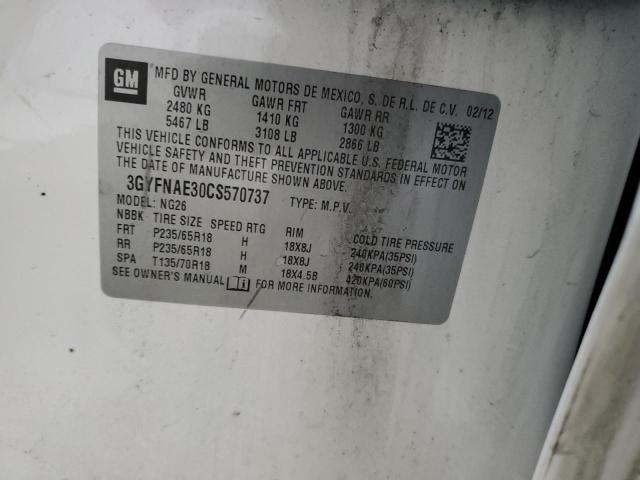 GM
MFD BY GENERAL MOTORS DE MEXICO, S. DE R.L. DE C.V. 02/12
GVWR GAWR FRT GAWR RR
2480 KG 1410 KG 1300 KG
5467 LB 3108 LB 2866 LB
THIS VEHICLE CONFORMS TO ALL APPLICABLE U.S. FEDERAL MOTOR
VEHICLE SAFETY AND THEFT PREVENTION STANDARDS IN EFFECT ON
THE DATE OF MANUFACTURE SHOWN ABOVE.
3GYFNAE30CS570737 TYPE: M.P.V.
MODEL: NG26
NBBK TIRE SIZE SPEED RTG RIM COLD TIRE PRESSURE
FRT P235/65R18 H 18X8J 240KPA(35PSI)
RR P235/65R18 H 18X8J 240KPA(35PSI)
SPA T135/70R18 M 18X4.5B 420KPA(60PSI)
SEE OWNER'S MANUAL FOR MORE INFORMATION.